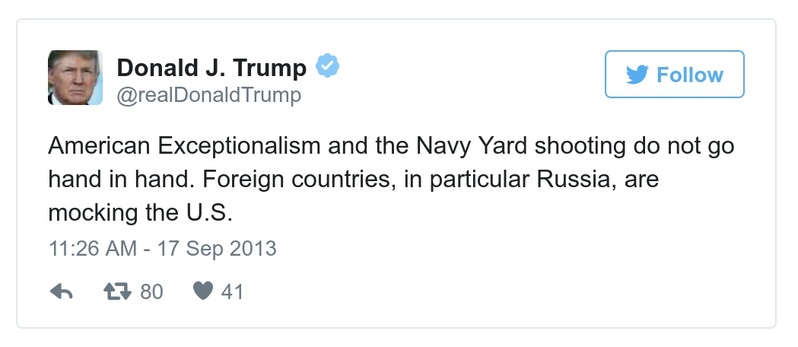 Donald J. Trump
@realDonaldTrump
Follow
American Exceptionalism and the Navy Yard shooting do not go
hand in hand. Foreign countries, in particular Russia, are
mocking the U.S.
11:26 AM - 17 Sep 2013
80 41